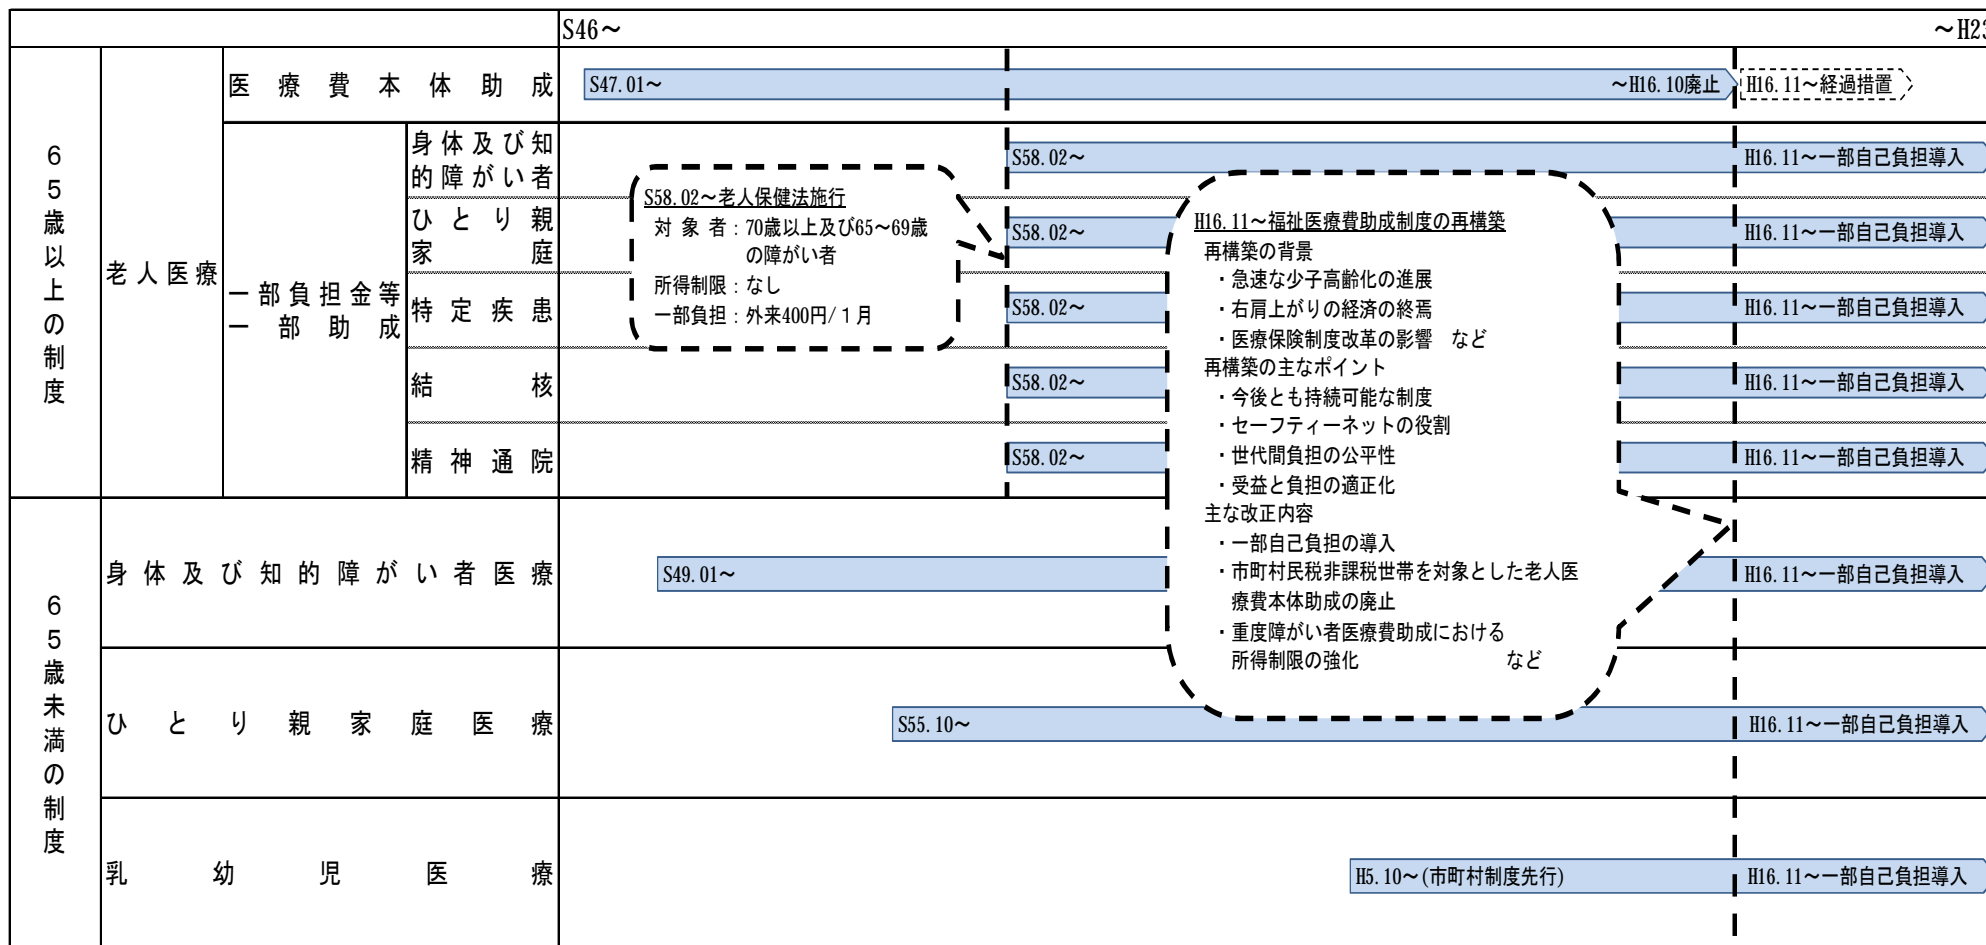 S46～
～H23
65歳以上の制度
老人医療
医療費本体助成
S47.01～
～H16.10廃止
H16.11～経過措置
一部負担金等
一部助成
身体及び知
的障がい者
S58.02～
H16.11～一部自己負担導入
ひとり親
家庭
S58.02～
H16.11～一部自己負担導入
特定疾患
S58.02～
H16.11～一部自己負担導入
結核
S58.02～
H16.11～一部自己負担導入
精神通院
S58.02～
H16.11～一部自己負担導入
S58.02～老人保健法施行
対象者：70歳以上及び65～69歳
の障がい者
所得制限：なし
一部負担：外来400円/１月
H16.11～福祉医療費助成制度の再構築
再構築の背景
・急速な少子高齢化の進展
・右肩上がりの経済の終焉
・医療保険制度改革の影響　など
再構築の主なポイント
・今後とも持続可能な制度
・セーフティーネットの役割
・世代間負担の公平性
・受益と負担の適正化
主な改正内容
・一部自己負担の導入
・市町村民税非課税世帯を対象とした老人医
療費本体助成の廃止
・重度障がい者医療費助成における
所得制限の強化　など
65歳未満の制度
身体及び知的障がい者医療
S49.01～
H16.11～一部自己負担導入
ひとり親家庭医療
S55.10～
H16.11～一部自己負担導入
乳幼児医療
H5.10～(市町村制度先行)
H16.11～一部自己負担導入